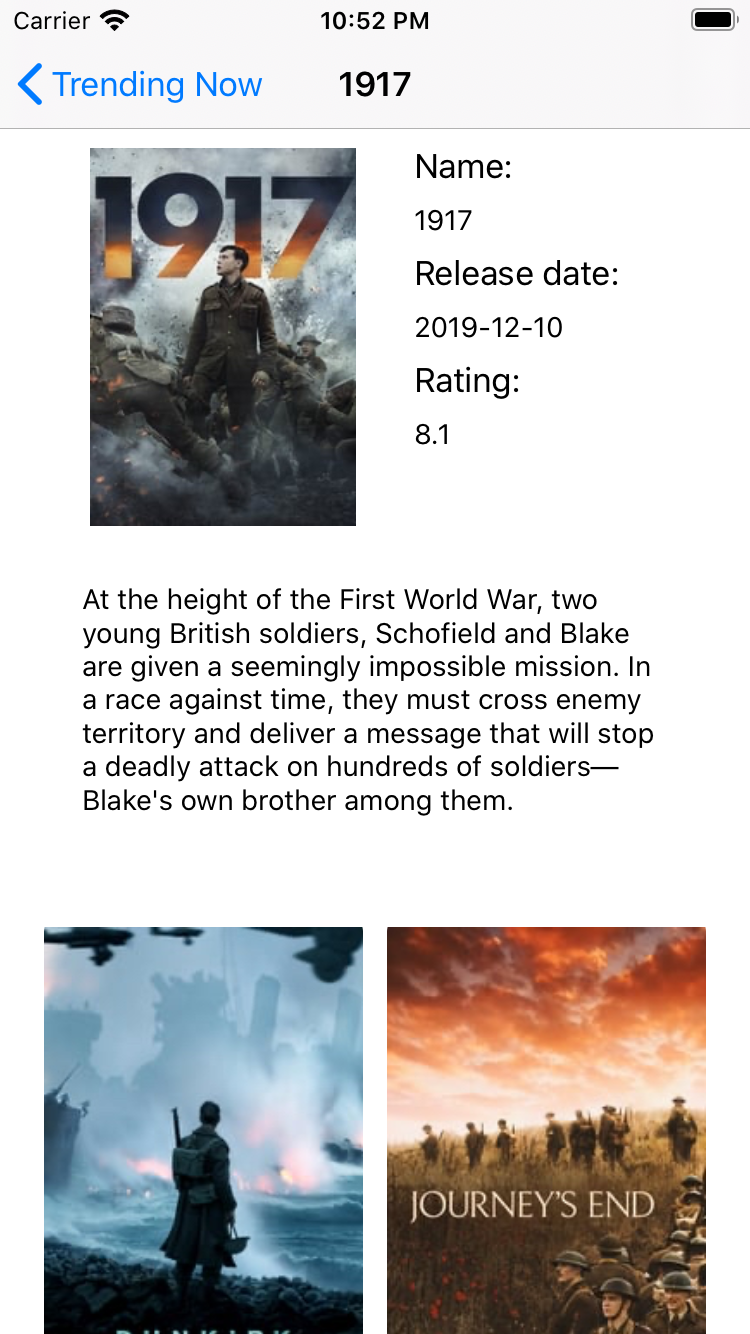 Carrier 10:52 PM
Trending Now 1917
1917
Name:
1917
Release date:
2019-12-10
Rating:
8.1
At the height of the First World War, two
young British soldiers, Schofield and Blake
are given a seemingly impossible mission. In
a race against time, they must cross enemy
territory and deliver a message that will stop
a deadly attack on hundreds of soldiers—
Blake's own brother among them.
JOURNEY'S END